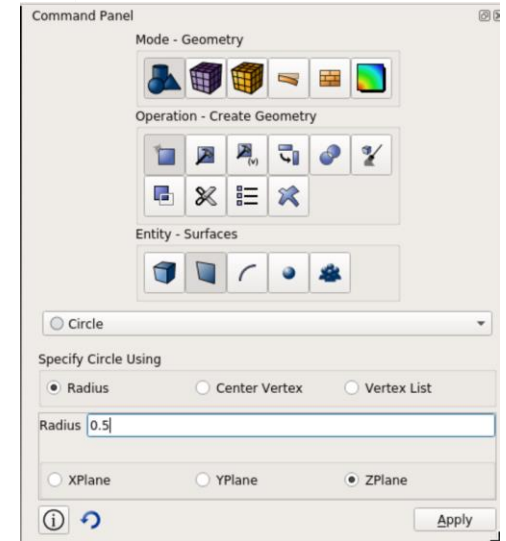 Command Panel
Mode - Geometry
Operation - Create Geometry
(v)
Entity - Surfaces
Circle
Specify Circle Using
Radius Center Vertex Vertex List
Radius 0.5
XPlane YPlane ZPlane
Apply